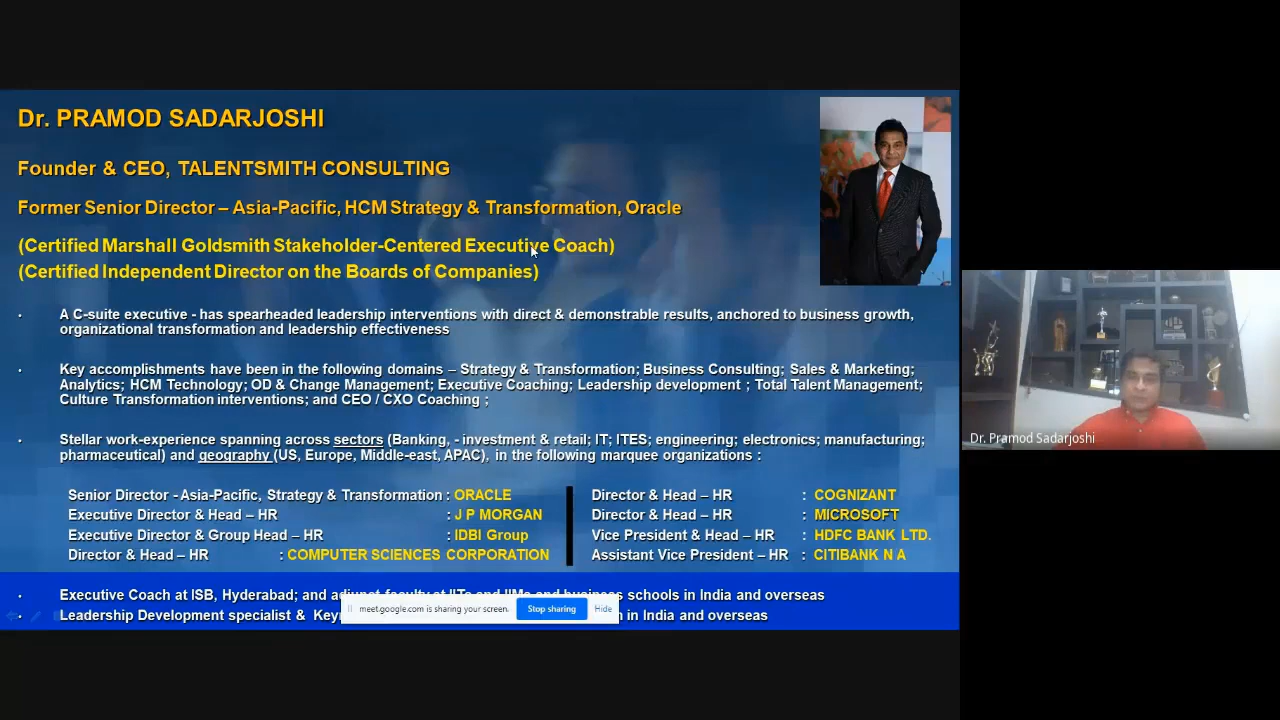 Dr. PRAMOD SADARJOSHI
Founder & CEO, TALENTSMITH CONSULTING
Former Senior Director – Asia-Pacific, HCM Strategy & Transformation, Oracle
(Certified Marshall Goldsmith Stakeholder-Centered Executive Coach)
(Certified Independent Director on the Boards of Companies)
• A C-suite executive - has spearheaded leadership interventions with direct & demonstrable results, anchored to business growth,
organizational transformation and leadership effectiveness
• Key accomplishments have been in the following domains – Strategy & Transformation; Business Consulting; Sales & Marketing;
Analytics; HCM Technology; OD & Change Management; Executive Coaching; Leadership development ; Total Talent Management;
Culture Transformation interventions; and CEO / CXO Coaching ;
• Stellar work-experience spanning across sectors (Banking, - investment & retail; IT; ITES; engineering; electronics; manufacturing;
pharmaceutical) and geography (US, Europe, Middle-east, APAC), in the following marquee organizations :
Senior Director - Asia-Pacific, Strategy & Transformation : ORACLE
Executive Director & Head – HR : J P MORGAN
Executive Director & Group Head – HR : IDBI Group
Director & Head – HR : COMPUTER SCIENCES CORPORATION
Director & Head – HR : COGNIZANT
Director & Head – HR : MICROSOFT
Vice President & Head – HR : HDFC BANK LTD.
Assistant Vice President – HR : CITIBANK N A
• Executive Coach at ISB, Hyderabad; and adjunct faculty at IITs and IIMs and business schools in India and overseas
• Leadership Development specialist & in India and overseas
meet.google.com is sharing your screen.
Stop sharing
Hide
Dr. Pramod Sadarjoshi